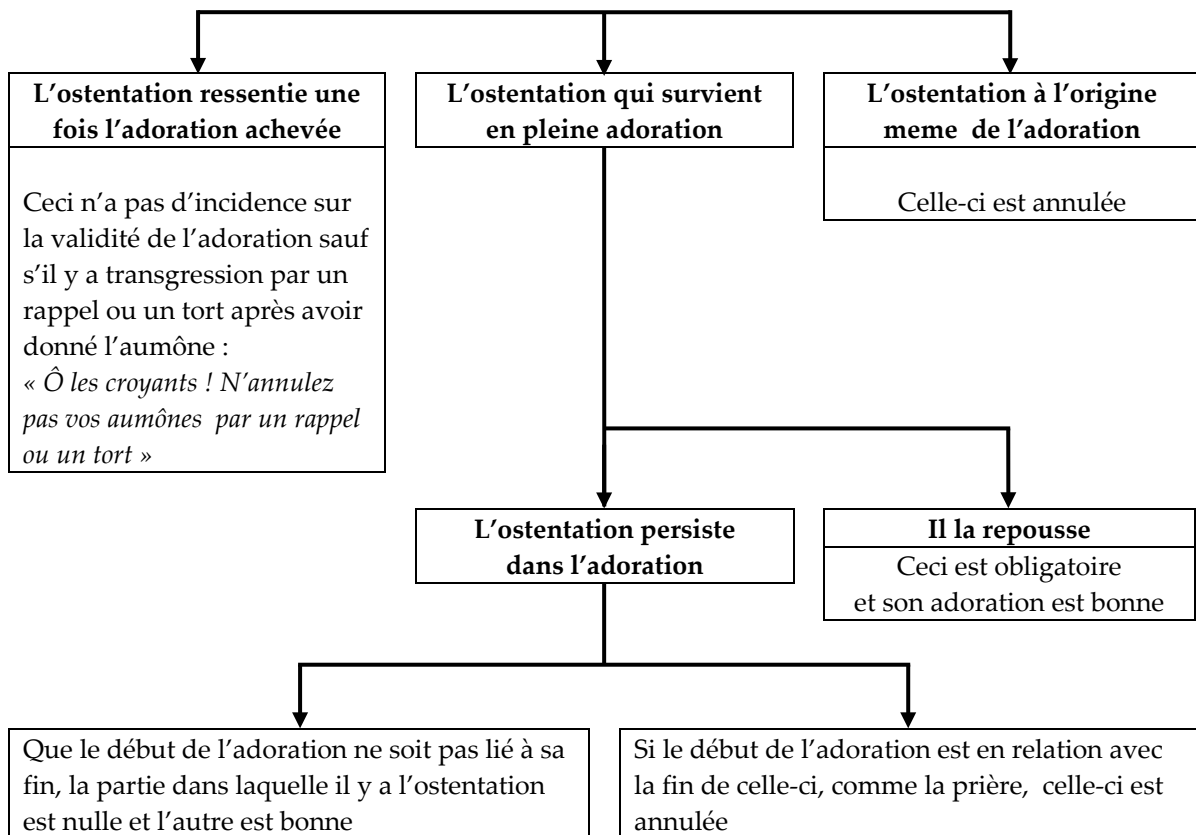 L’ostentation ressentie une
fois l’adoration achevée
Ceci n’a pas d’incidence sur
la validité de l’adoration sauf
s’il y a transgression par un
rappel ou un tort après avoir
donné l’aumône :
« Ô les croyants ! N’annulez
pas vos aumônes  par un rappel
ou un tort »
L’ostentation qui survient
en pleine adoration
L’ostentation à l’origine
meme  de l’adoration
Celle-ci est annulée
L’ostentation persiste
dans l’adoration
Il la repousse
Ceci est obligatoire
et son adoration est bonne
Que le début de l’adoration ne soit pas lié à sa
fin, la partie dans laquelle il y a l’ostentation
est nulle et l’autre est bonne
Si le début de l’adoration est en relation avec
la fin de celle-ci, comme la prière,  celle-ci est
annulée